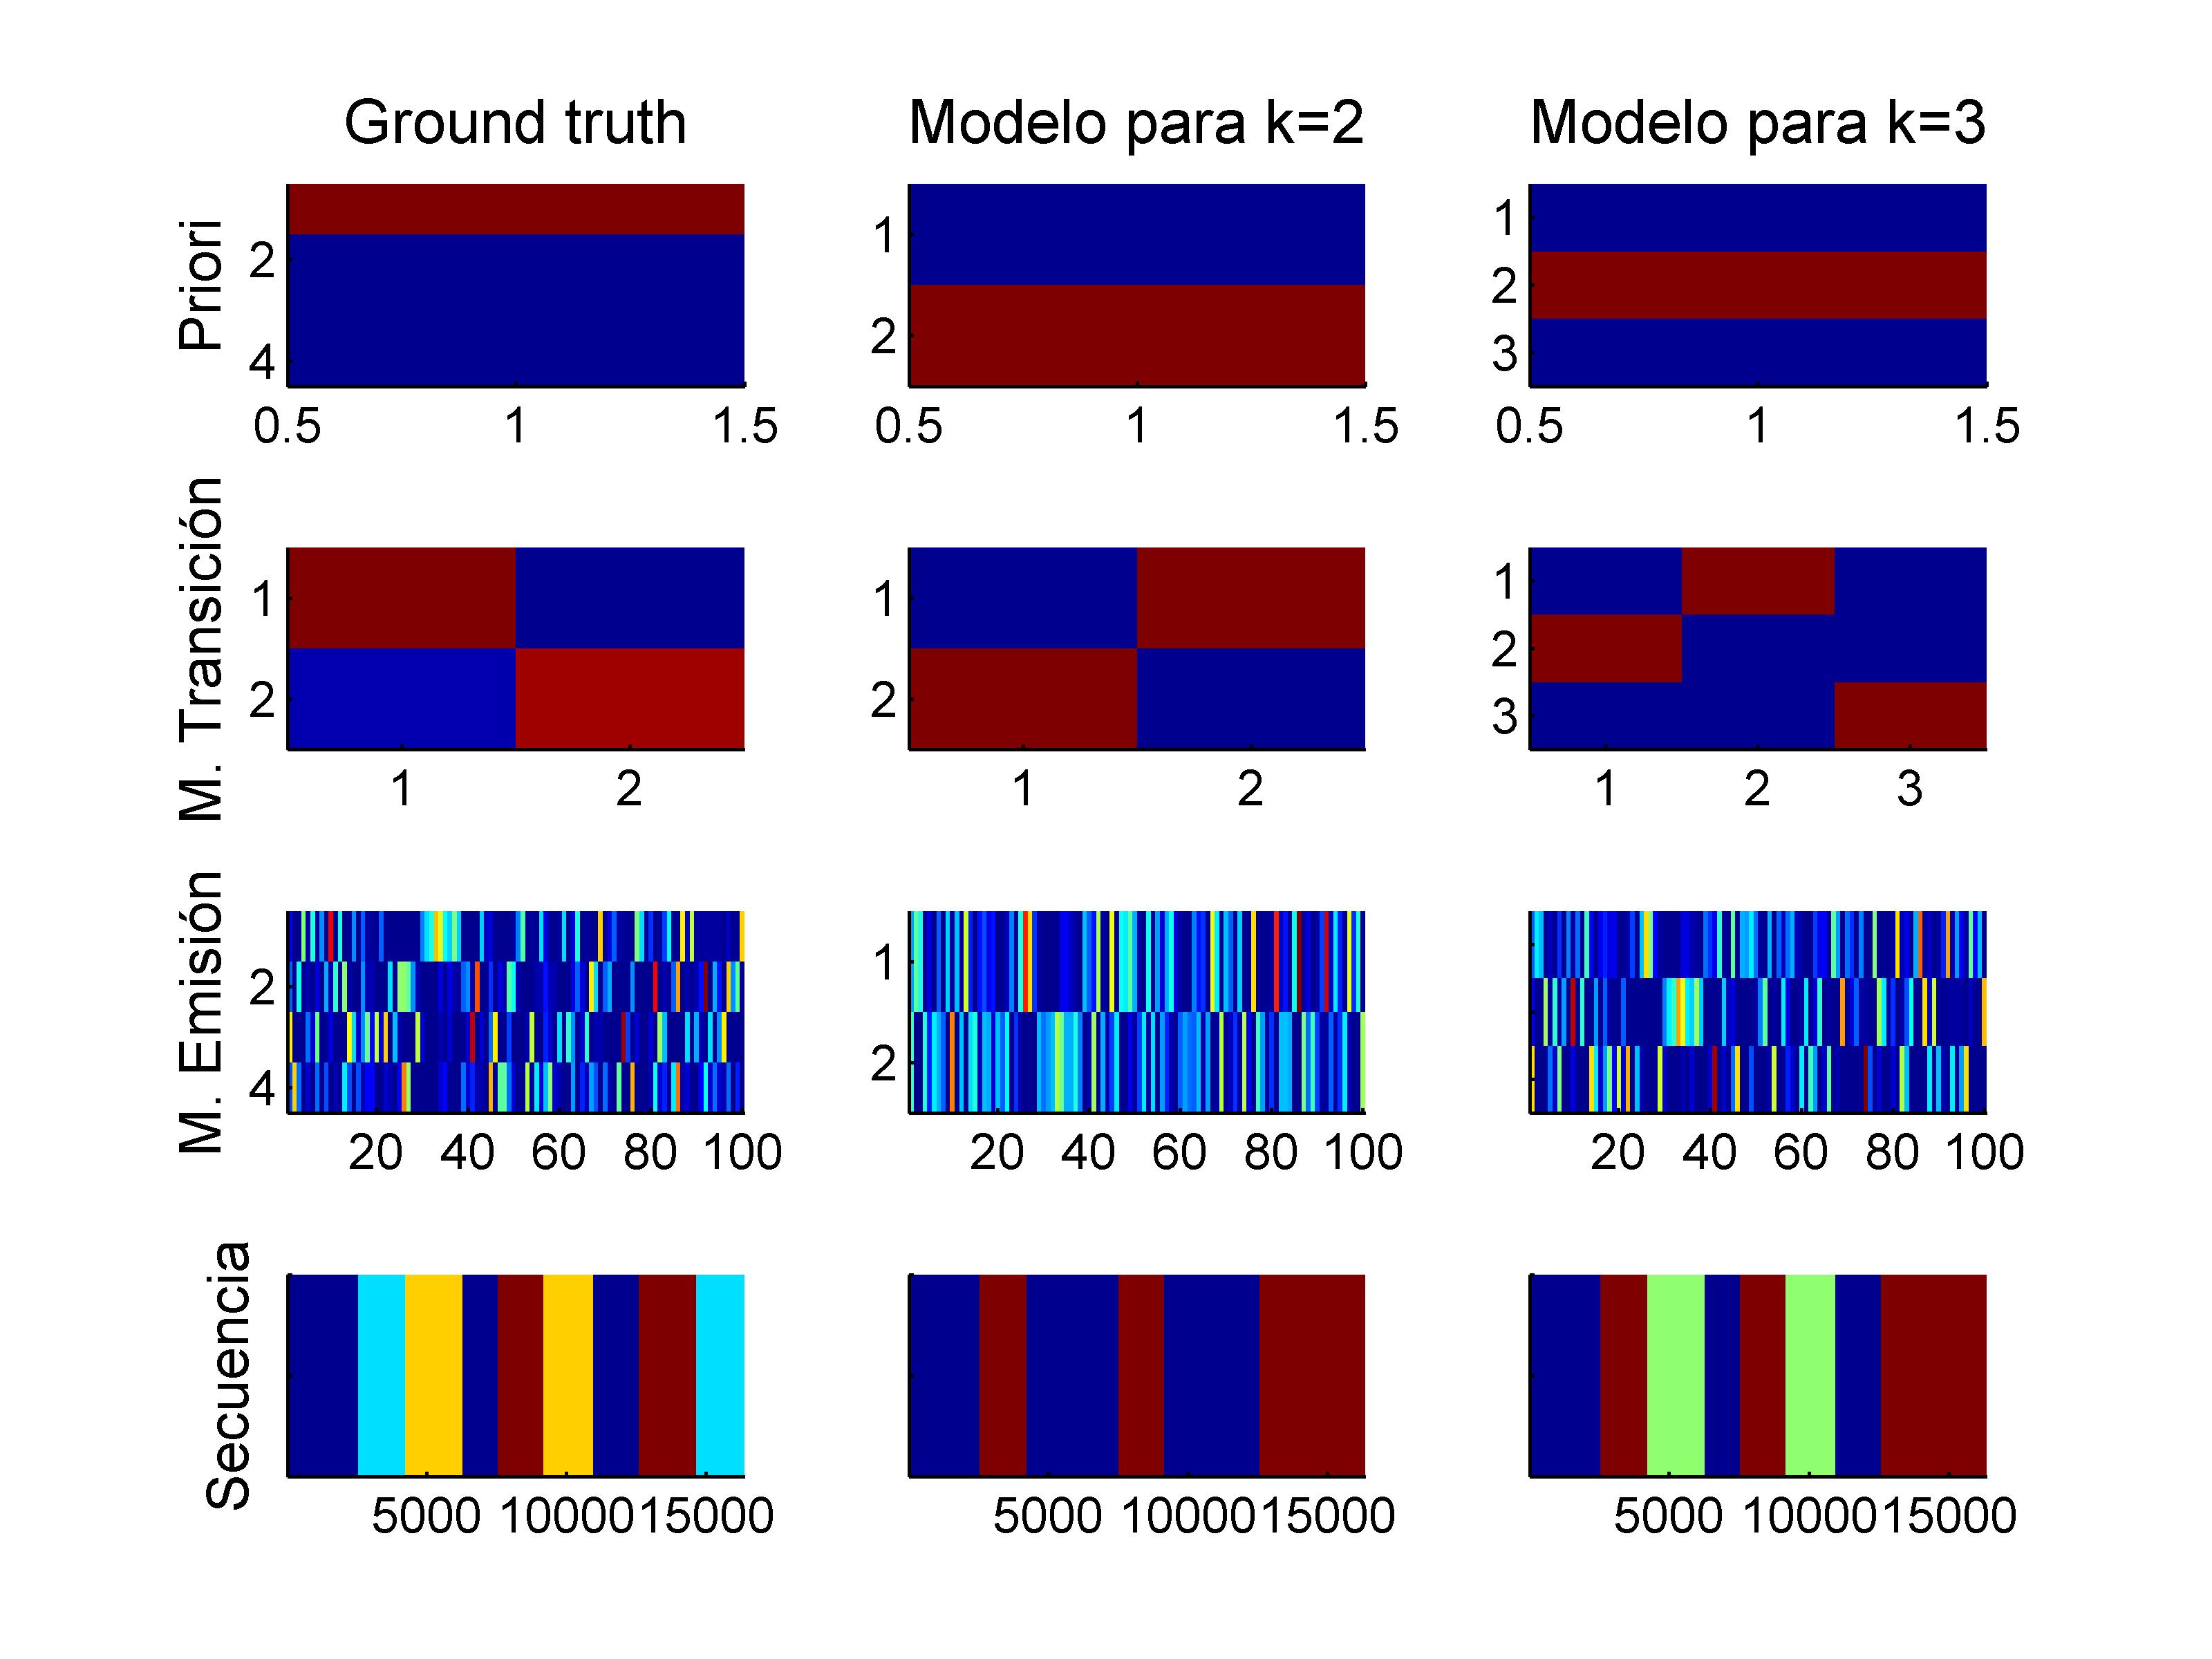 Ground truth
Modelo para k=2
Modelo para k=3
Priori
2
4
0.5 1 1.5
1
2
0.5 1 1.5
1
2
3
0.5 1 1.5
M. Transición
1
2
1 2
1
2
1 2
1
2
3
1 2 3
M. Emisión
2
4
20 40 60 80 100
1
2
20 40 60 80 100
20 40 60 80 100
Secuencia
5000 10000 15000
5000 10000 15000
5000 10000 15000